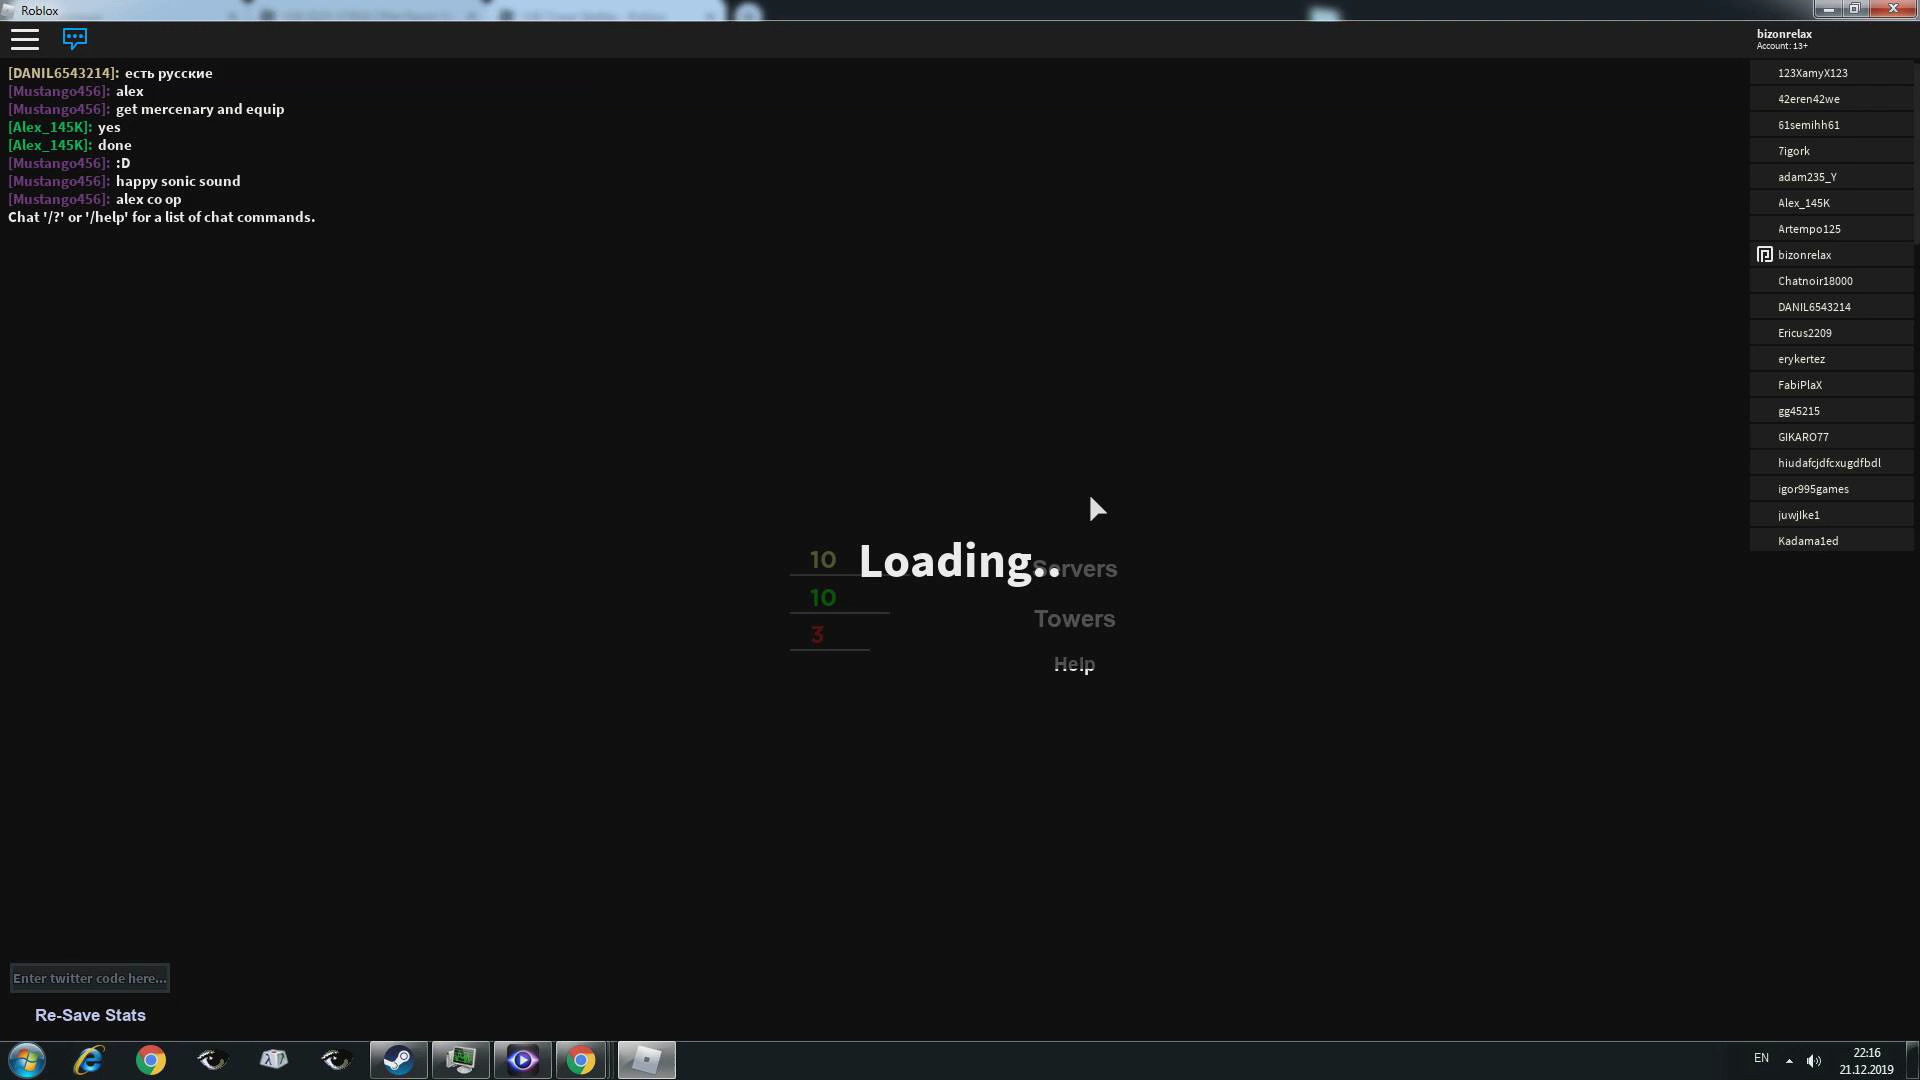 Roblox
bizonrelax
Account: 13+
[DANIL6543214]: есть русские
[Mustango456]: alex
[Mustango456]: get mercenary and equip
[Alex_145K]: yes
[Alex_145K]: done
[Mustango456]: :D
[Mustango456]: happy sonic sound
[Mustango456]: alex co op
Chat '/?' or '/help' for a list of chat commands.
123XamyX123
42eren42we
61semihh61
7igork
adam235_Y
Alex_145K
Artempo125
bizonrelax
Chatnoir18000
DANIL6543214
Ericus2209
erykertez
FabiPlaX
gg45215
GIKARO77
hiudafcjdfcxugdfbdl
igor995games
juwjlke1
Kadama1ed
10
Loading..
Servers
10
Towers
3
Help
Enter twitter code here...
Re-Save Stats
EN
22:16
21.12.2019